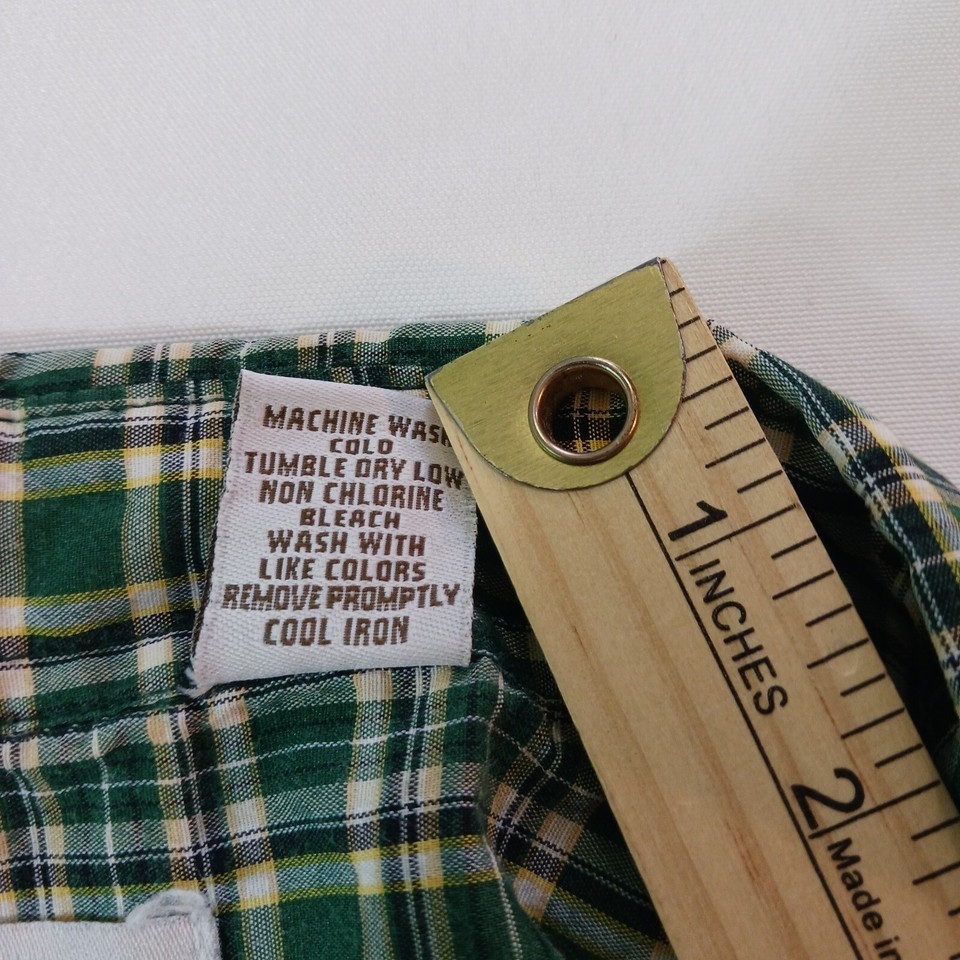 MACHINE WASH
COLD
TUMBLE DRY LOW
NON CHLORINE
BLEACH
WASH WITH
LIKE COLORS
REMOVE PROMPTLY
COOL IRON
1 INCHES
2 Made in